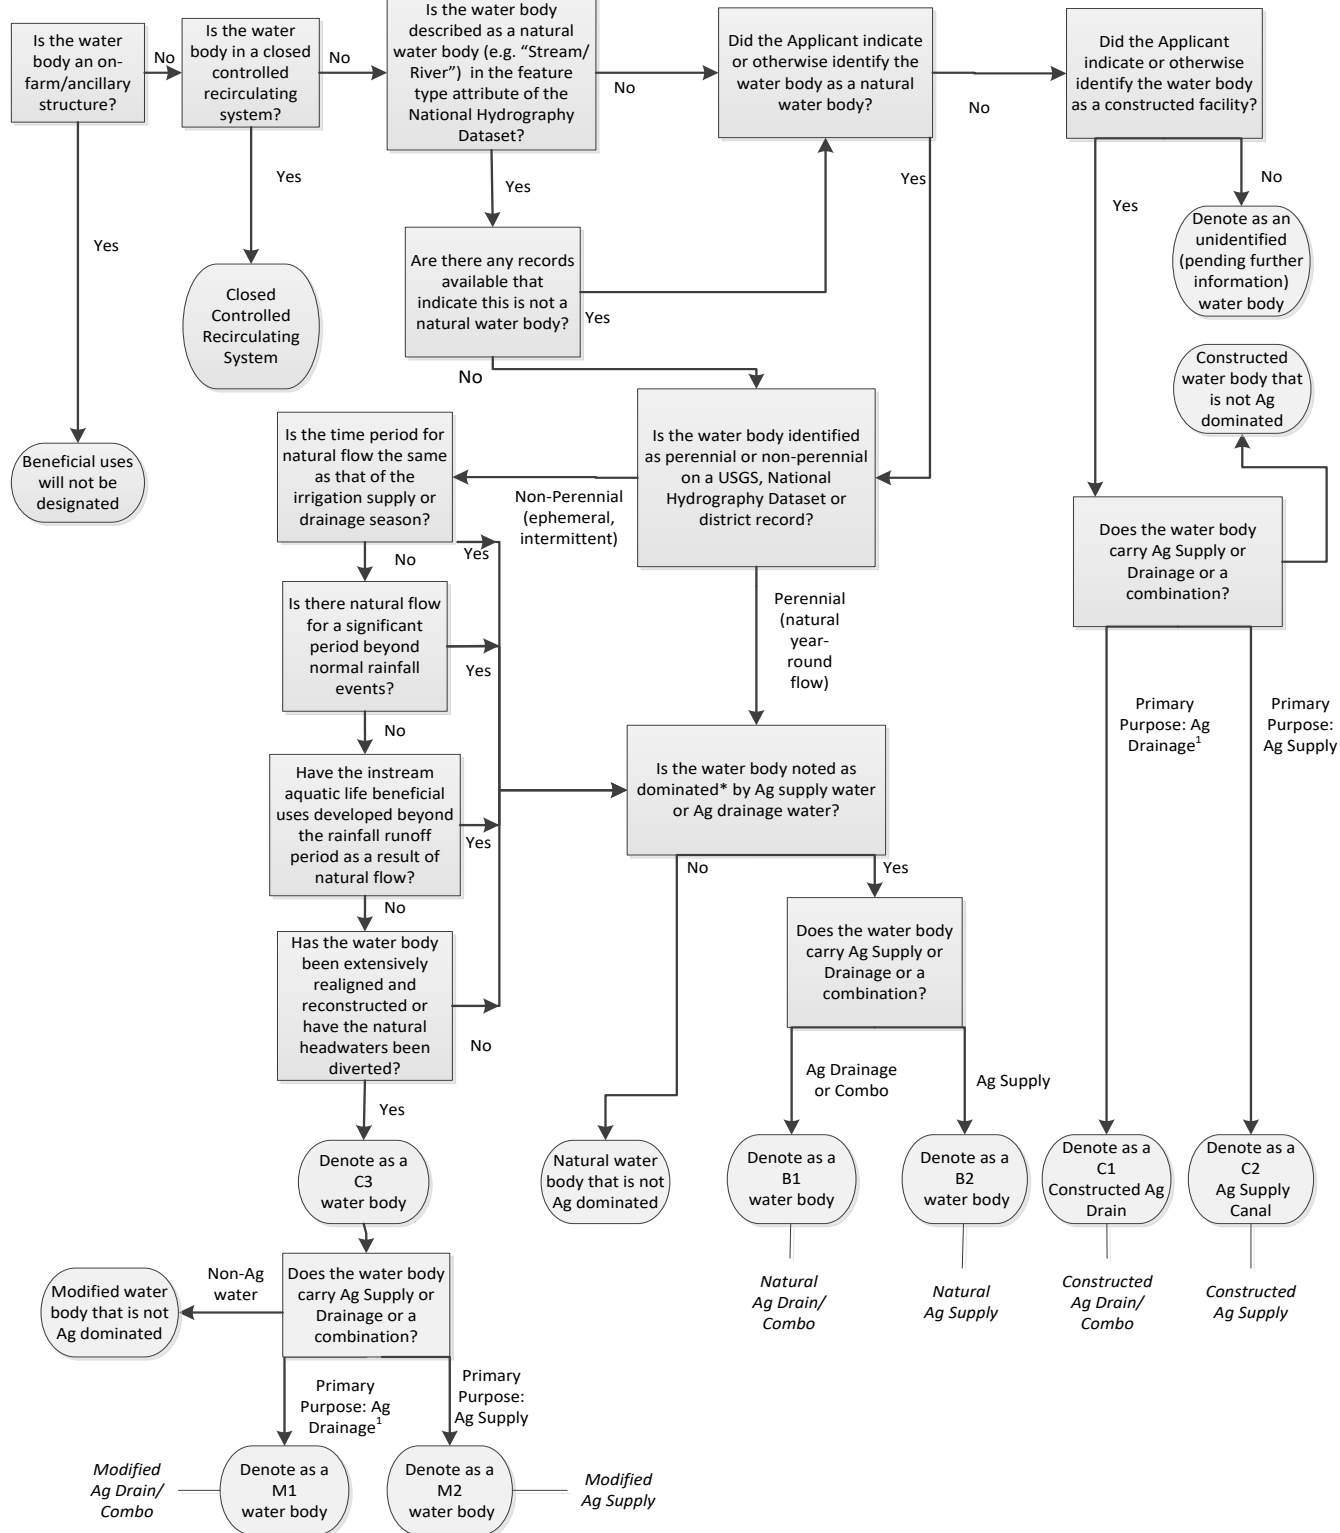 Is the water
body an on-
farm/ancillary
structure?
No
Is the water
body in a closed
controlled
recirculating
system?
No
Is the water body
described as a natural
water body (e.g. “Stream/
River”) in the feature
type attribute of the
National Hydrography
Dataset?
No
Did the Applicant indicate
or otherwise identify the
water body as a natural
water body?
No
Did the Applicant
indicate or otherwise
identify the water body
as a constructed facility?
Yes
Yes
Yes
Yes
Yes
No
Beneficial uses
will not be
designated
Closed
Controlled
Recirculating
System
Are there any records
available that
indicate this is not a
natural water body?
Yes
No
Denote as an
unidentified
(pending further
information)
water body
Constructed
water body that
is not Ag
dominated
Is the time period for
natural flow the same
as that of the
irrigation supply or
drainage season?
Non-Perennial
(ephemeral,
intermittent)
Is the water body identified
as perennial or non-perennial
on a USGS, National
Hydrography Dataset or
district record?
Does the water body
carry Ag Supply or
Drainage or a
combination?
Yes
No
Is there natural flow
for a significant
period beyond
normal rainfall
events?
Yes
No
Perennial
(natural
year-
round
flow)
Primary
Purpose: Ag
Drainage1
Primary
Purpose:
Ag Supply
Have the instream
aquatic life beneficial
uses developed beyond
the rainfall runoff
period as a result of
natural flow?
Yes
No
Is the water body noted as
dominated* by Ag supply water
or Ag drainage water?
No
Yes
Has the water body
been extensively
realigned and
reconstructed or
have the natural
headwaters been
diverted?
No
Yes
Does the water body
carry Ag Supply or
Drainage or a
combination?
Ag Drainage
or Combo
Ag Supply
Denote as a
C3
water body
Natural water
body that is not
Ag dominated
Denote as a
B1
water body
Denote as a
B2
water body
Denote as a
C1
Constructed Ag
Drain
Denote as a
C2
Ag Supply
Canal
Natural
Ag Drain/
Combo
Natural
Ag Supply
Constructed
Ag Drain/
Combo
Constructed
Ag Supply
Modified water
body that is not
Ag dominated
Non-Ag
water
Does the water body
carry Ag Supply or
Drainage or a
combination?
Primary
Purpose: Ag
Drainage1
Primary
Purpose:
Ag Supply
Modified
Ag Drain/
Combo
Denote as a
M1
water body
Denote as a
M2
water body
Modified
Ag Supply